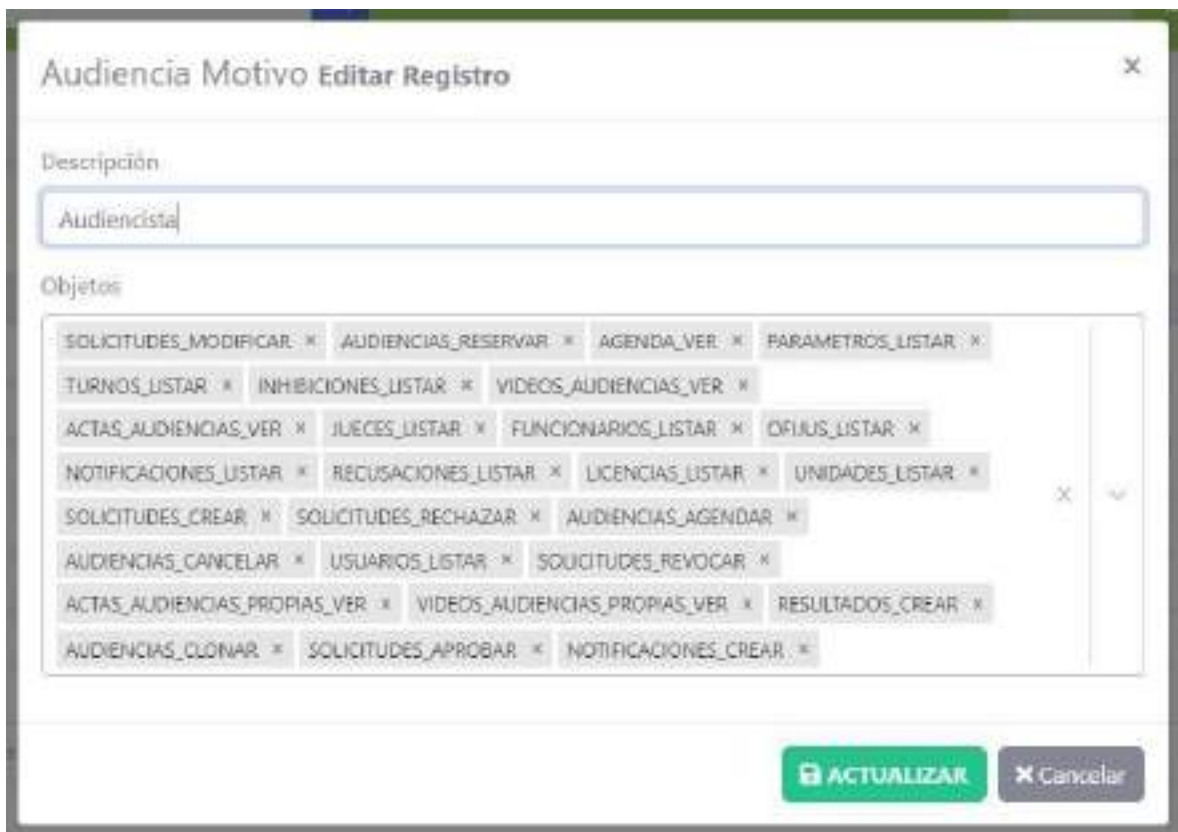 Audiencia Motivo Editar Registro ×
Descripción
Audiencista
Objetos
SOLICITUDES_MODIFICAR × AUDIENCIAS_RESERVAR × AGENDA_VER × PARAMETROS_LISTAR ×
TURNOS_LISTAR × INHIBICIONES_LISTAR × VIDEOS_AUDIENCIAS_VER ×
ACTAS_AUDIENCIAS_VER × JUECES_LISTAR × FUNCIONARIOS_LISTAR × OFIJUS_LISTAR ×
NOTIFICACIONES_LISTAR × RECUSACIONES_LISTAR × LICENCIAS_LISTAR × UNIDADES_LISTAR ×
SOLICITUDES_CREAR × SOLICITUDES_RECHAZAR × AUDIENCIAS_AGENDAR ×
AUDIENCIAS_CANCELAR × USUARIOS_LISTAR × SOLICITUDES_REVOCAR ×
ACTAS_AUDIENCIAS_PROPIAS_VER × VIDEOS_AUDIENCIAS_PROPIAS_VER × RESULTADOS_CREAR ×
AUDIENCIAS_CLONAR × SOLICITUDES_APROBAR × NOTIFICACIONES_CREAR ×
ACTUALIZAR × Cancelar